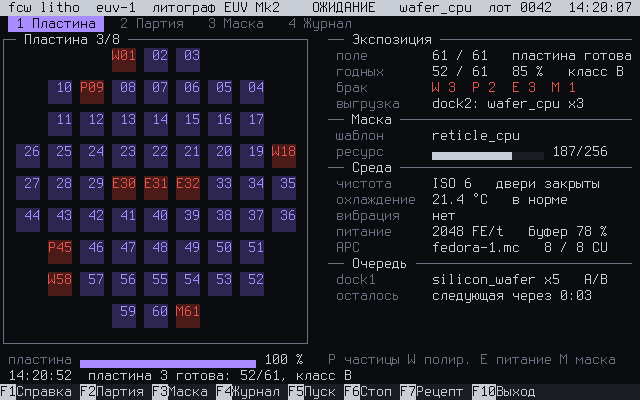 fcw litho euv-1 литограф EUV Mk2 ОЖИДАНИЕ wafer_cpu лот 0042 14:20:07
1 Пластина 2 Партия 3 Маска 4 Журнал
Пластина 3/8
W01 02 03
10 P09 08 07 06 05 04
11 12 13 14 15 16 17
26 25 24 23 22 21 20 19 W18
27 28 29 E30 E31 E32 33 34 35
44 43 42 41 40 39 38 37 36
P45 46 47 48 49 50 51
W58 57 56 55 54 53 52
59 60 M61
Экспозиция
поле 61 / 61 пластина готова
годных 52 / 61 85 % класс B
брак W 3 P 2 E 3 M 1
выгрузка dock2: wafer_cpu x3
Маска
шаблон reticle_cpu
ресурс 187/256
Среда
чистота ISO 6 двери закрыты
охлаждение 21.4 °C в норме
вибрация нет
питание 2048 FE/t буфер 78 %
APC fedora-1.mc 8 / 8 CU
Очередь
dock1 silicon_wafer x5 A/B
осталось следующая через 0:03
пластина 100 % P частицы W полир. E питание M маска
14:20:52 пластина 3 готова: 52/61, класс B
F1Справка F2Партия F3Маска F4Журнал F5Пуск F6Стоп F7Рецепт F10Выход